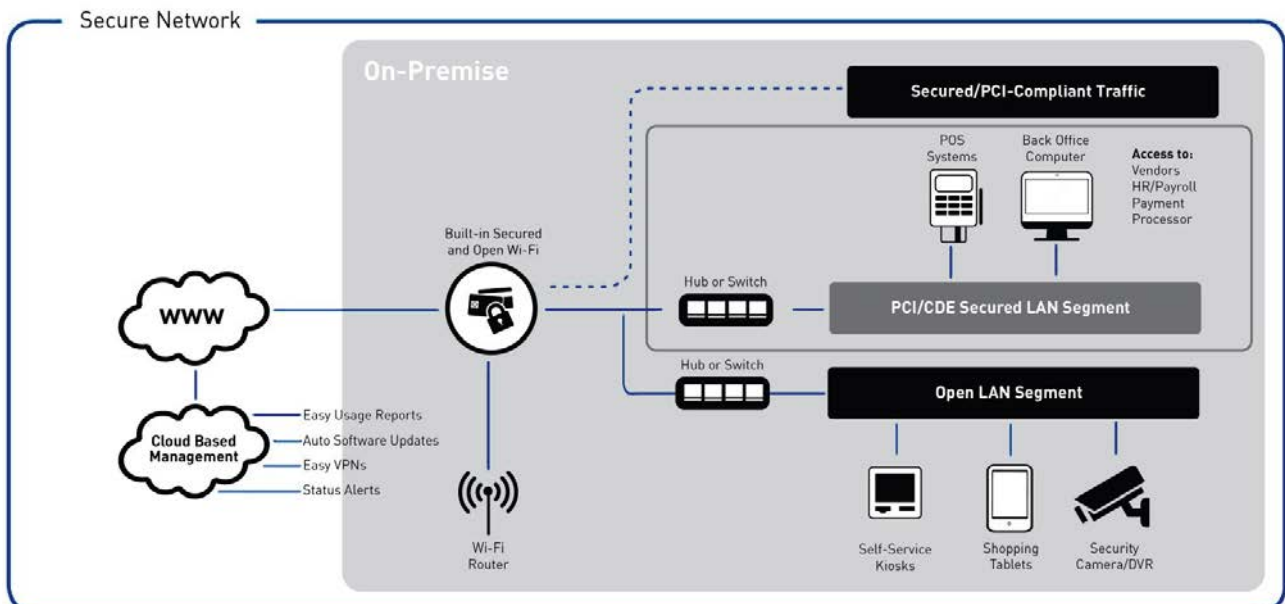 Secure Network
On-Premise
Secured/PCI-Compliant Traffic
POS
Systems
Back Office
Computer
Access to:
Vendors
HR/Payroll
Payment
Processor
Built-in Secured
and Open Wi-Fi
Hub or Switch
PCI/CDE Secured LAN Segment
www
Hub or Switch
Open LAN Segment
Cloud Based
Management
Easy Usage Reports
Auto Software Updates
Easy VPNs
Status Alerts
Wi-Fi
Router
Self-Service
Kiosks
Shopping
Tablets
Security
Camera/DVR